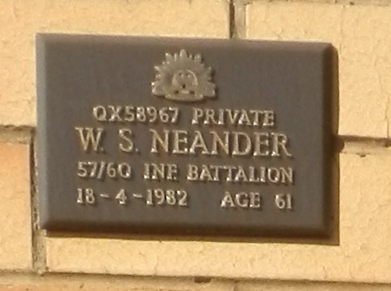 QX58967 PRIVATE
W. S. NEANDER
57/60 INF. BATTALION
18-4-1982 AGE 61